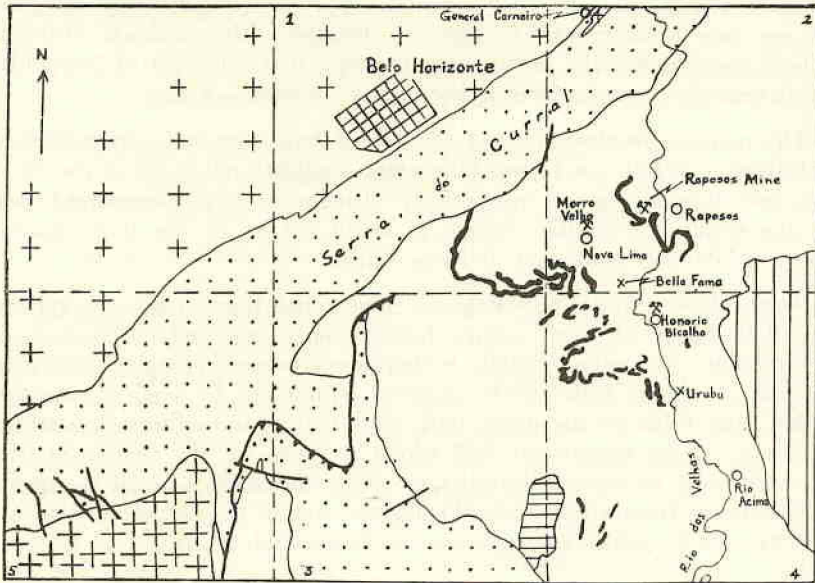 1
2
General Carneiro
N
Belo Horizonte
Serra do Curral
Raposos Mine
Morro
Velho
Raposos
Nova Lima
Bella Fama
Honorio
Bicalho
Urubu
Rio
Acima
Rio das Velhas
5
3
4